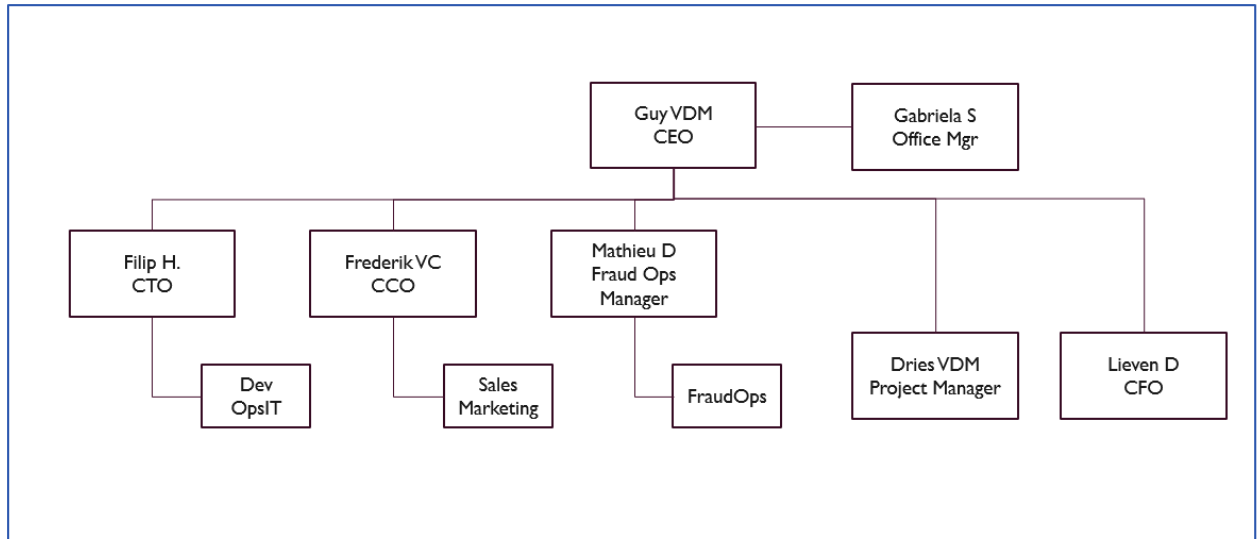 Guy VDM
CEO
Gabriela S
Office Mgr
Filip H.
CTO
Frederik VC
CCO
Mathieu D
Fraud Ops
Manager
Dries VDM
Project Manager
Lieven D
CFO
Dev
OpsIT
Sales
Marketing
FraudOps